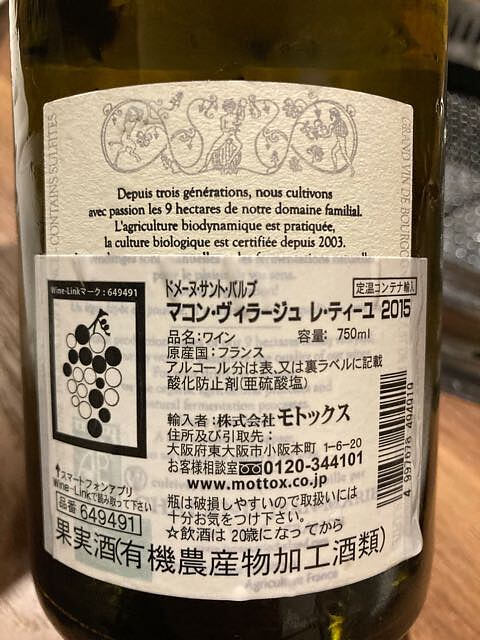 CONTAINS SULFITES
GRAND VIN DE BOURGO
Depuis trois générations, nous cultivons
avec passion les 9 hectares de notre domaine familial.
L'agriculture biodynamique est pratiquée,
la culture biologique est certifiée depuis 2003.
Wine-Linkマーク:649491
ドメーヌ・サント・バルブ
定温コンテナ輸入
マコン・ヴィラージュ レ・ティーユ 2015
品名:ワイン 容量: 750ml
原産国:フランス
アルコール分は表、又は裏ラベルに記載
酸化防止剤(亜硫酸塩)
輸入者:株式会社 モトックス
住所及び引取先:
大阪府東大阪市小阪本町 1-6-20
お客様相談室 0120-344101
www.mottox.co.jp
↑スマートフォンアプリ
Wine-Linkで読み取って下さい
品番 649491
瓶は破損しやすいので取扱いには
十分お気をつけ下さい。
☆飲酒は 20歳になってから
果実酒(有機農産物加工酒類)
4 997678 494919
Agriculture France